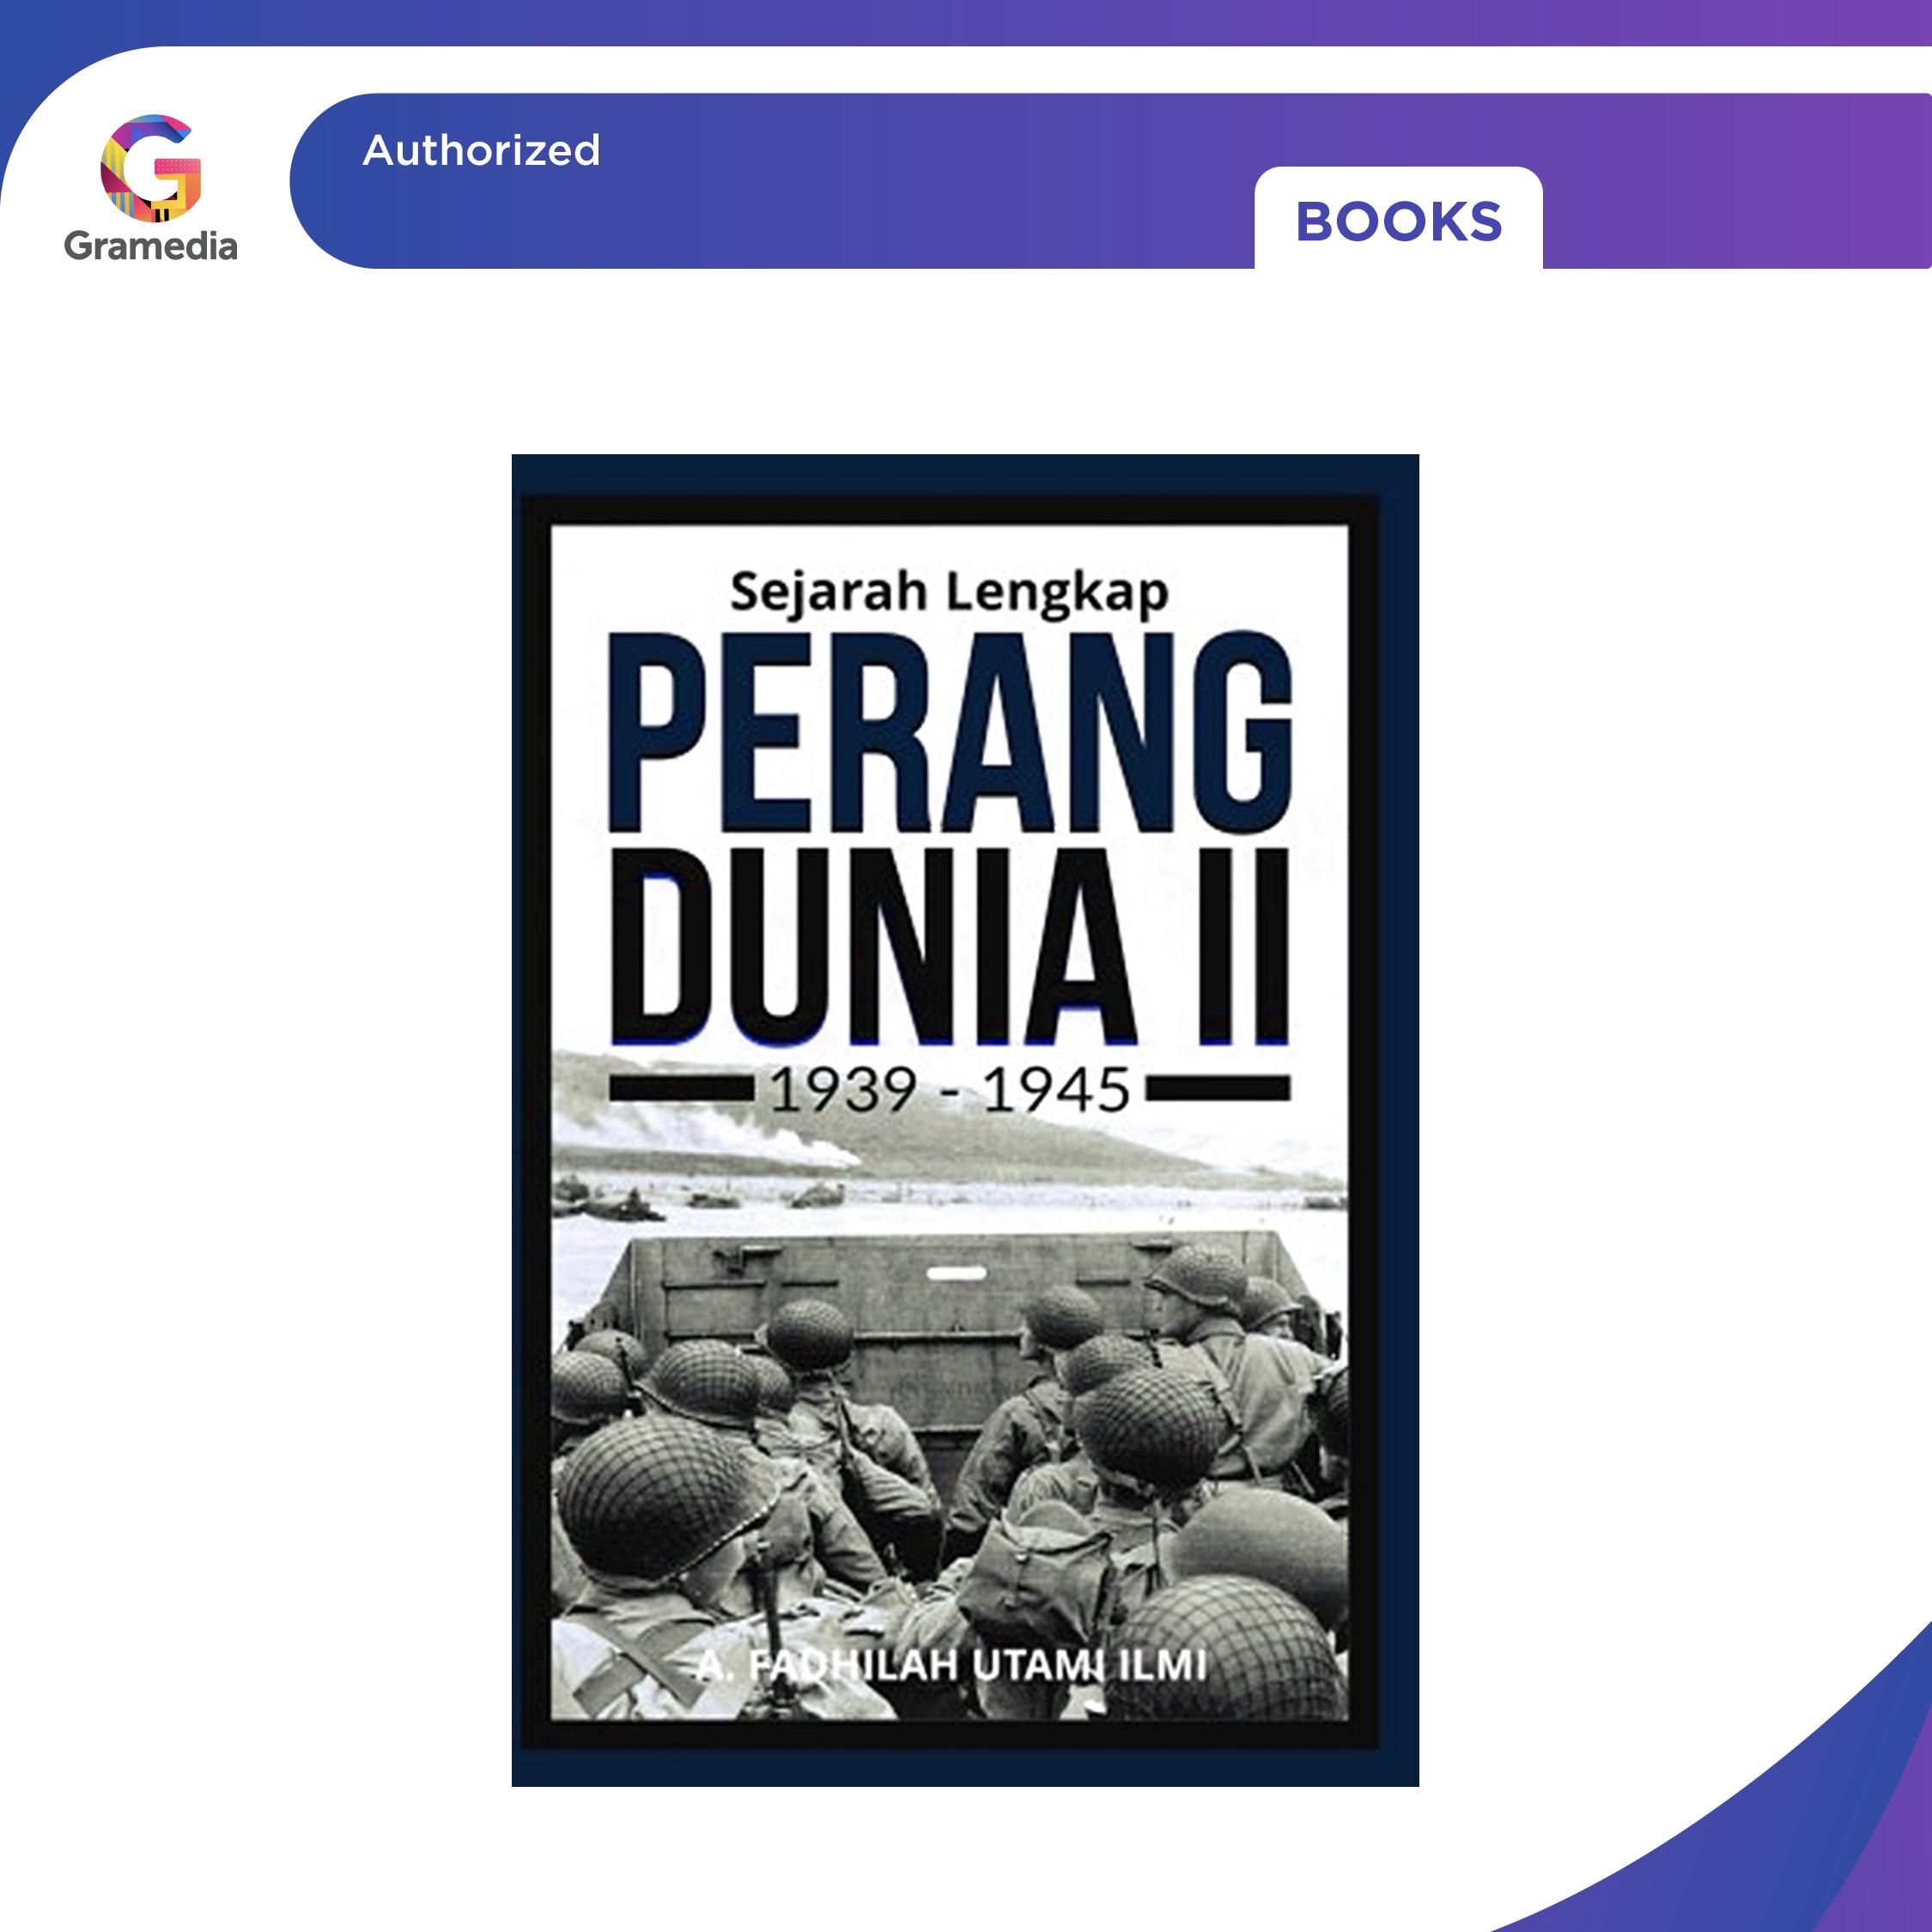 Gramedia
Authorized
BOOKS
Sejarah Lengkap
PERANG
DUNIA II
1939 - 1945
A. FADHILAH UTAMI ILMI